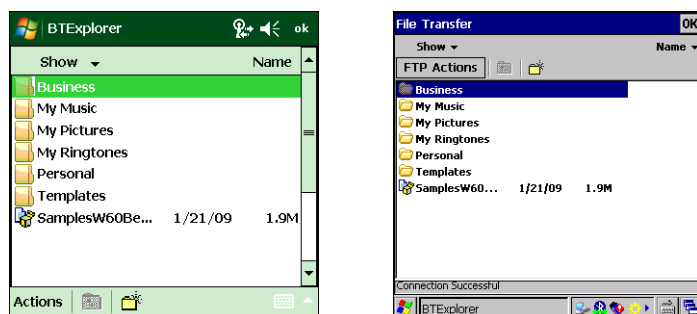 BTExplorer ok
Show Name
Business
My Music
My Pictures
My Ringtones
Personal
Templates
SamplesW60Be... 1/21/09 1.9M
Actions
File Transfer OK
Show Name
FTP Actions
Business
My Music
My Pictures
My Ringtones
Personal
Templates
SamplesW60... 1/21/09 1.9M
Connection Successful
BTExplorer